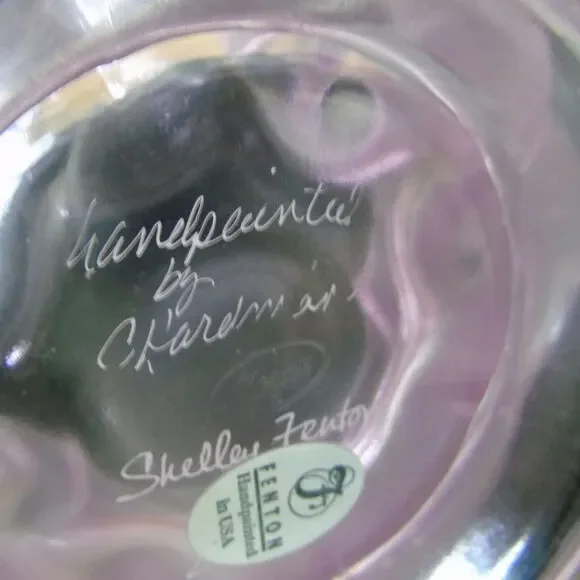 handpainted
by
Shelley Fenton
FENTON
Handpainted
in USA